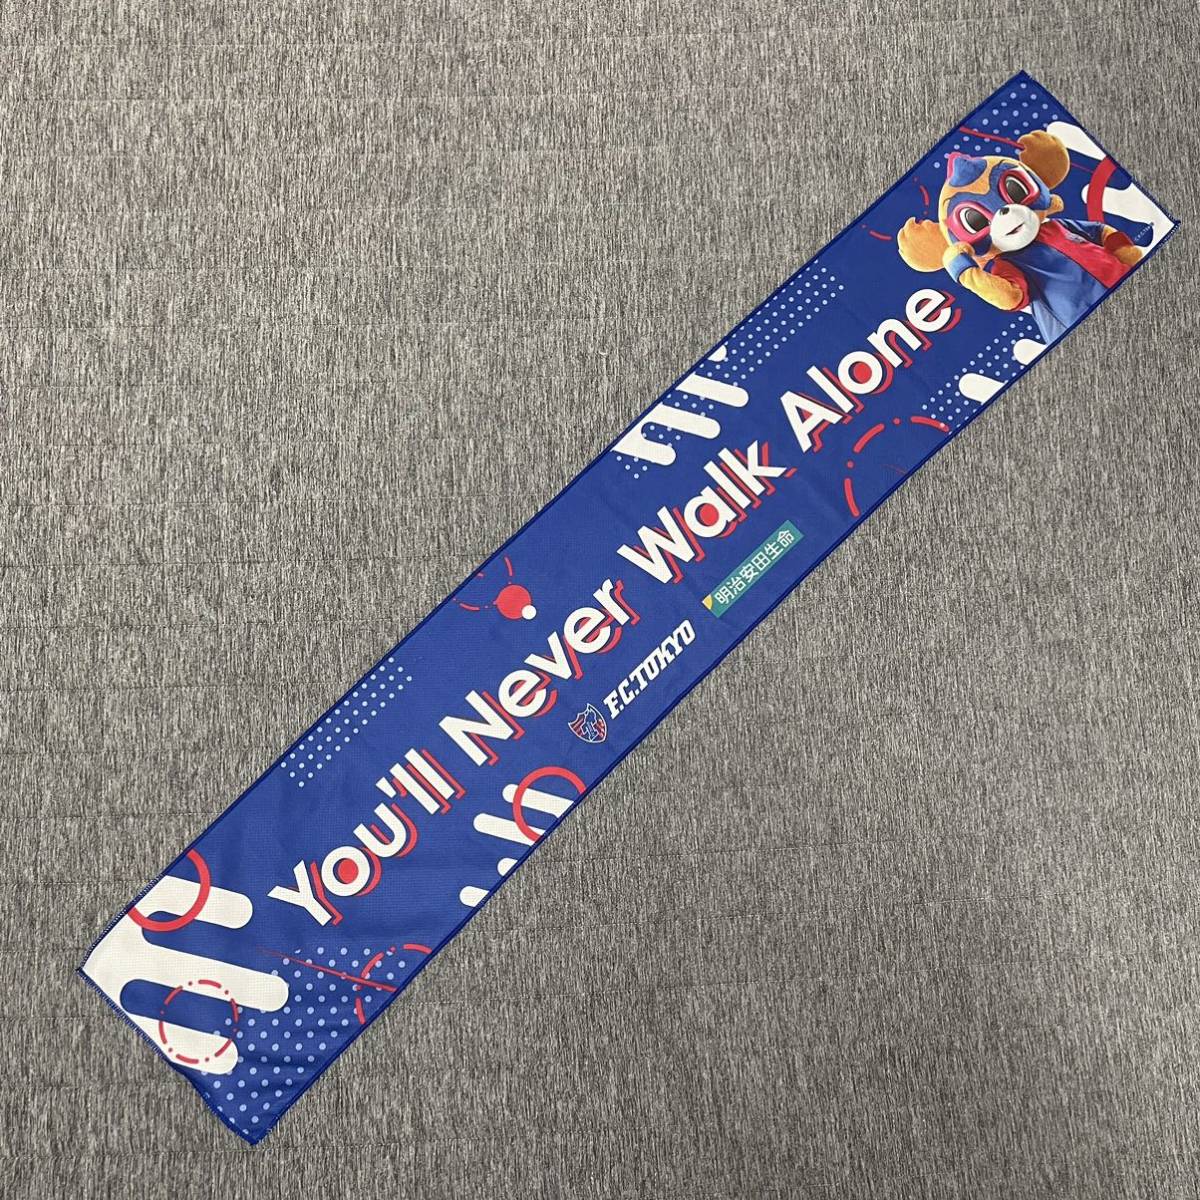 You'll Never Walk Alone
F.C.TOKYO
明治安田生命